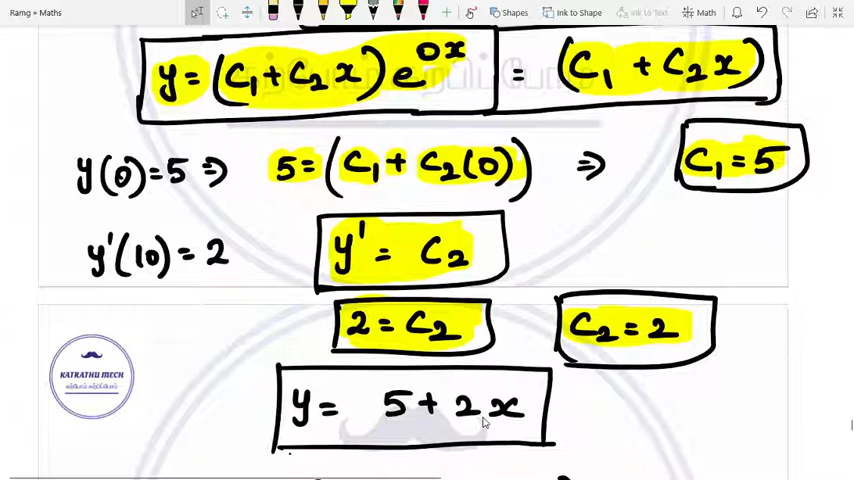 Ramg » Maths
Shapes Ink to Shape Ink to Text Math
y = (C₁ + C₂x) e^0x = (C₁ + C₂x)
y(0) = 5 ⇒ 5 = (C₁ + C₂(0)) ⇒ C₁ = 5
y'(10) = 2 y' = C₂
2 = C₂ C₂ = 2
KATRATHU MECH
y = 5 + 2x